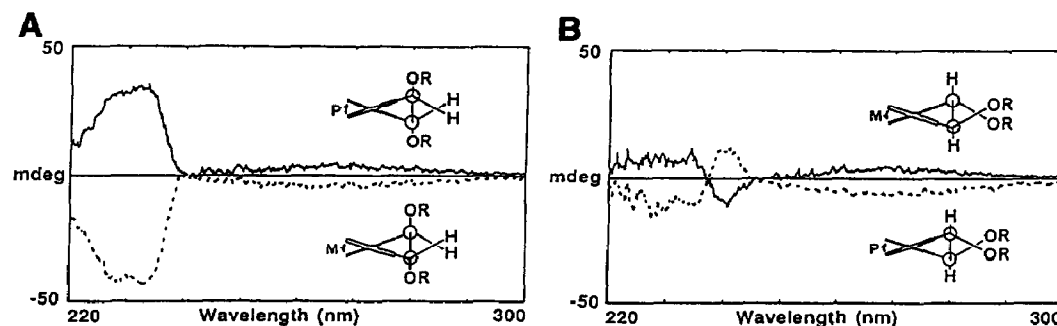 A
50
OR
H
P
H
OR
mdeg
OR
H
M
H
OR
-50
220 Wavelength (nm) 300
B
50
H
OR
M
OR
H
mdeg
H
OR
P
OR
H
-50
220 Wavelength (nm) 300